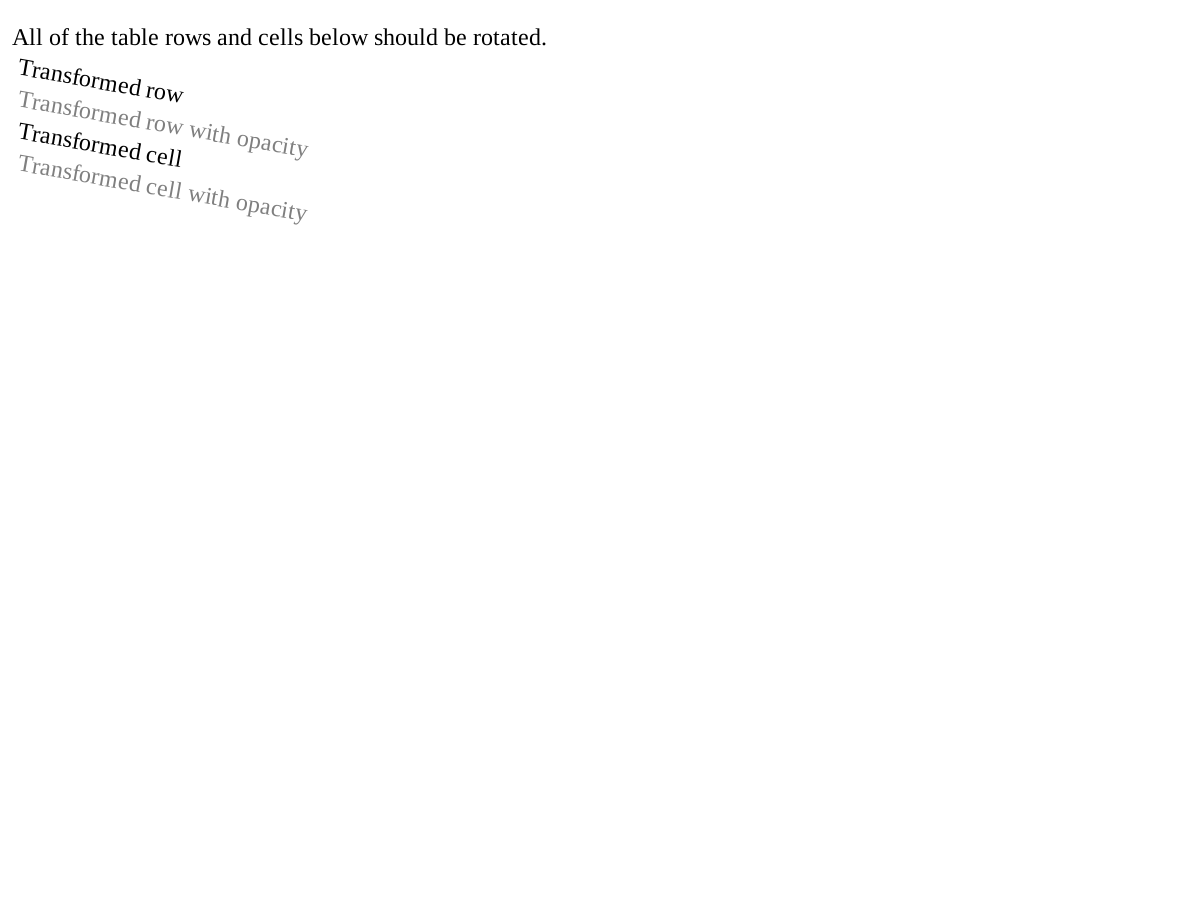 All of the table rows and cells below should be rotated.
Transformed row
Transformed row with opacity
Transformed cell
Transformed cell with opacity